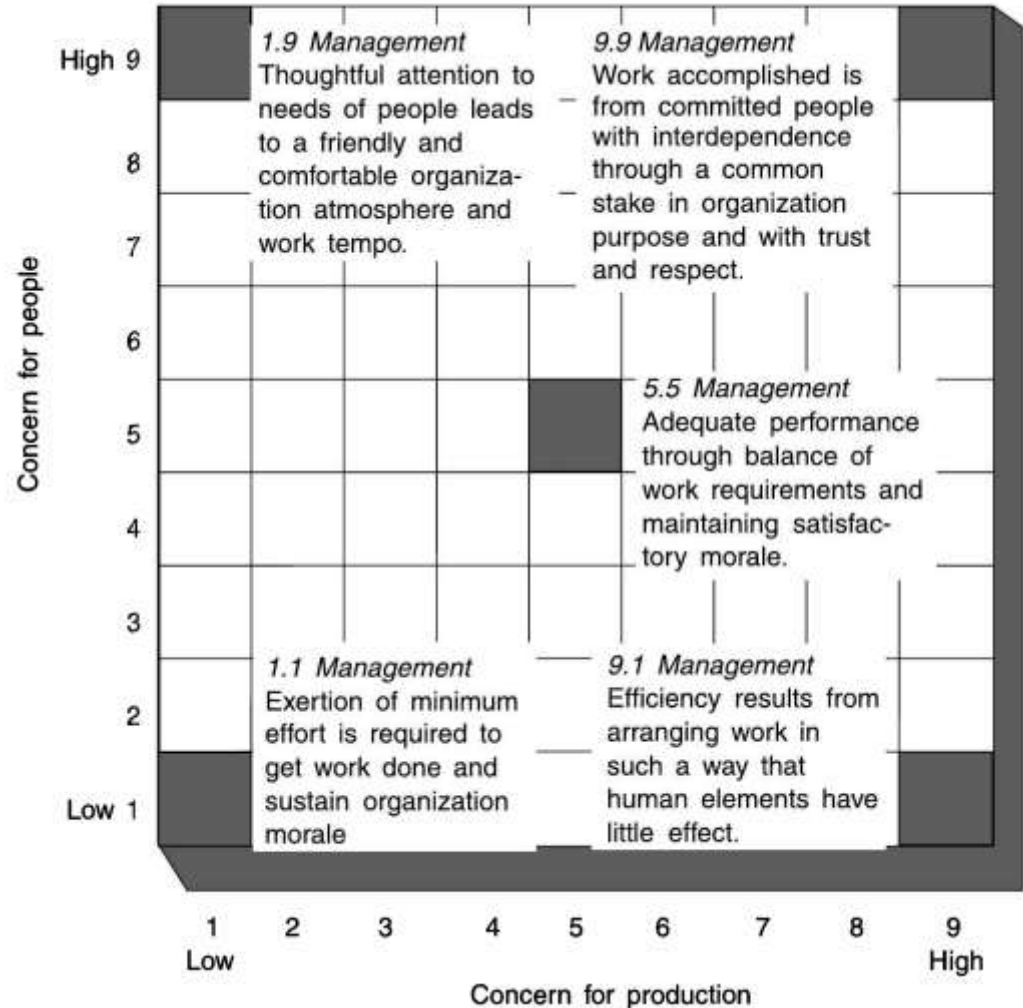 1.9 Management
Thoughtful attention to
needs of people leads
to a friendly and
comfortable organiza-
tion atmosphere and
work tempo.
9.9 Management
Work accomplished is
from committed people
with interdependence
through a common
stake in organization
purpose and with trust
and respect.
5.5 Management
Adequate performance
through balance of
work requirements and
maintaining satisfac-
tory morale.
1.1 Management
Exertion of minimum
effort is required to
get work done and
sustain organization
morale
9.1 Management
Efficiency results from
arranging work in
such a way that
human elements have
little effect.
Concern for people
High 9
8
7
6
5
4
3
2
Low 1
1 2 3 4 5 6 7 8 9
Low High
Concern for production